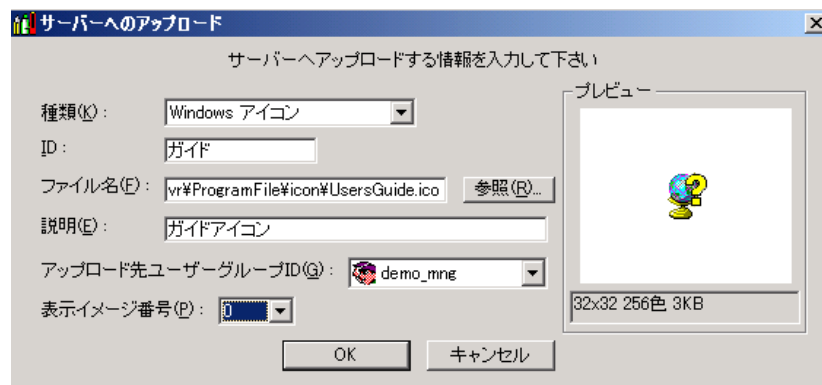 サーバーへのアップロード
サーバーへアップロードする情報を入力して下さい
種類(K)： Windows アイコン
ID： ガイド
ファイル名(F)： vr¥ProgramFile¥icon¥UsersGuide.ico 参照(R)...
説明(E)： ガイドアイコン
アップロード先ユーザーグループID(G)： demo_mng
表示イメージ番号(P)： 0
プレビュー
32x32 256色 3KB
OK キャンセル